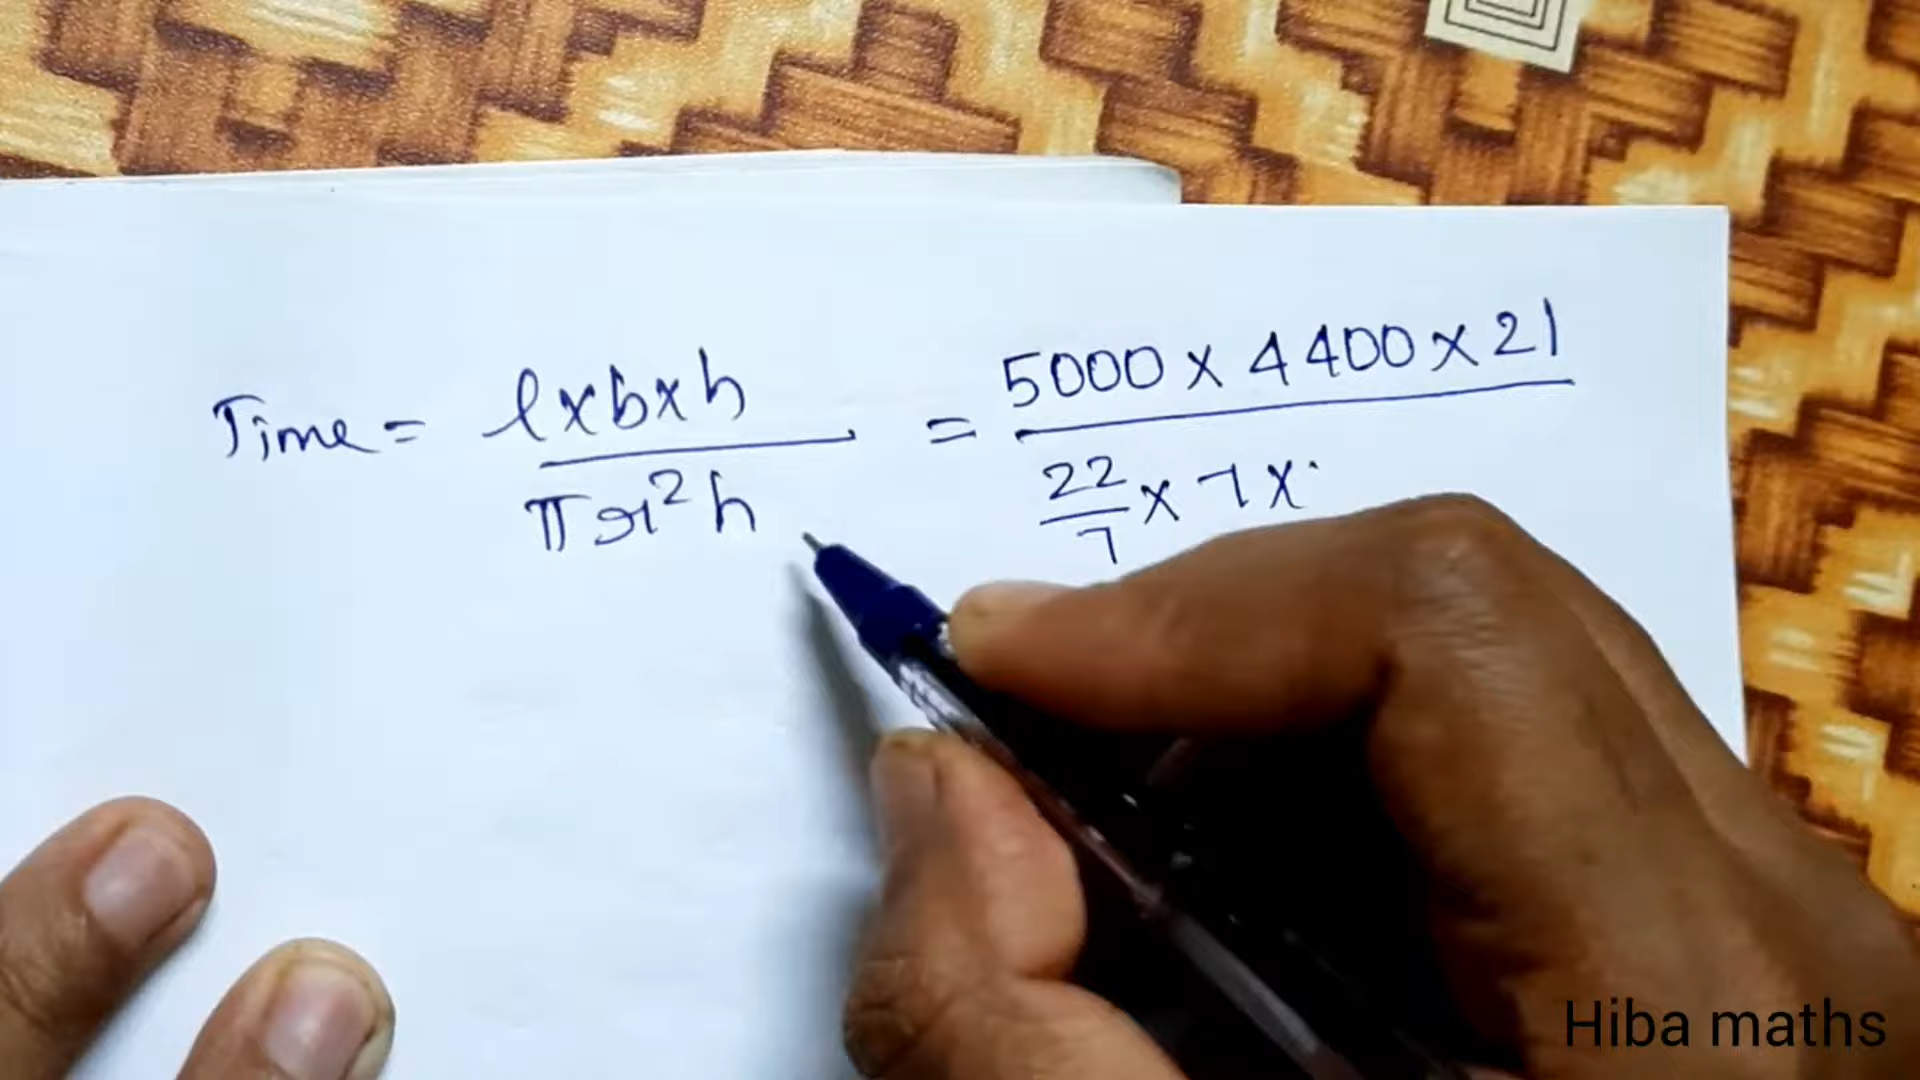 Time = l×b×h / πr²h = 5000 × 4400 × 21 / 22/7 × 7 ×
Hiba maths